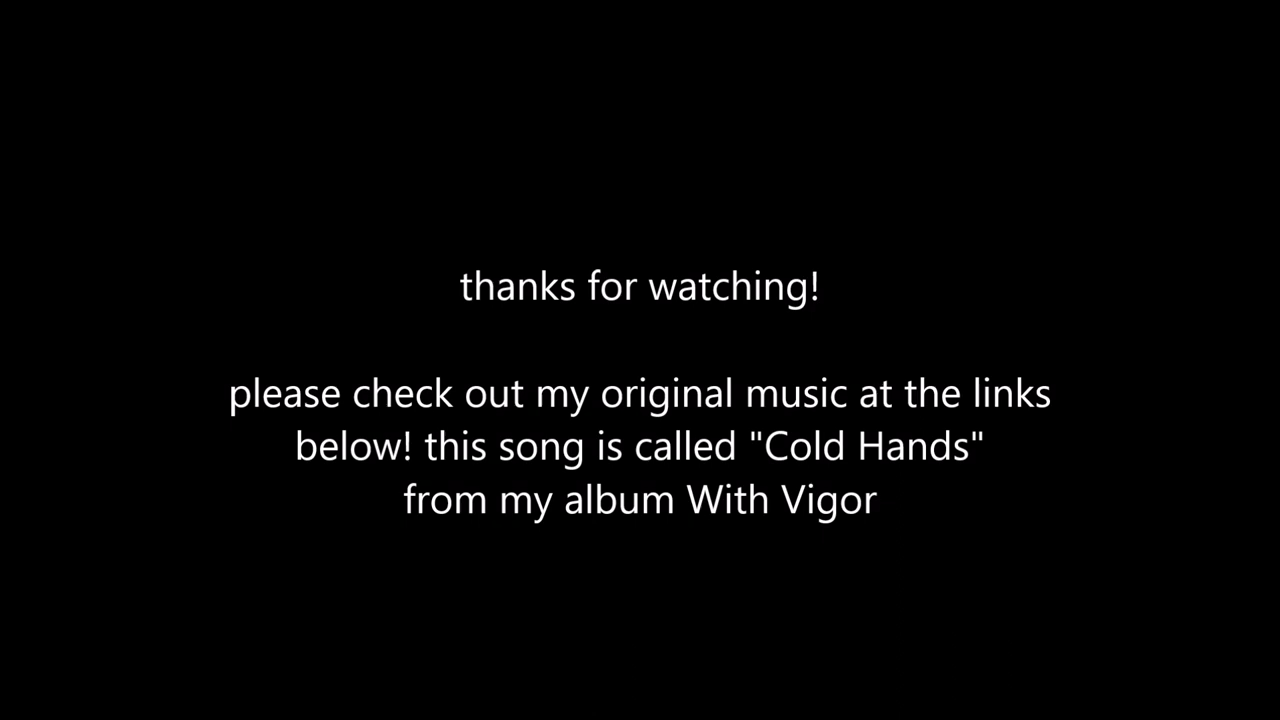 thanks for watching!
please check out my original music at the links
below! this song is called "Cold Hands"
from my album With Vigor